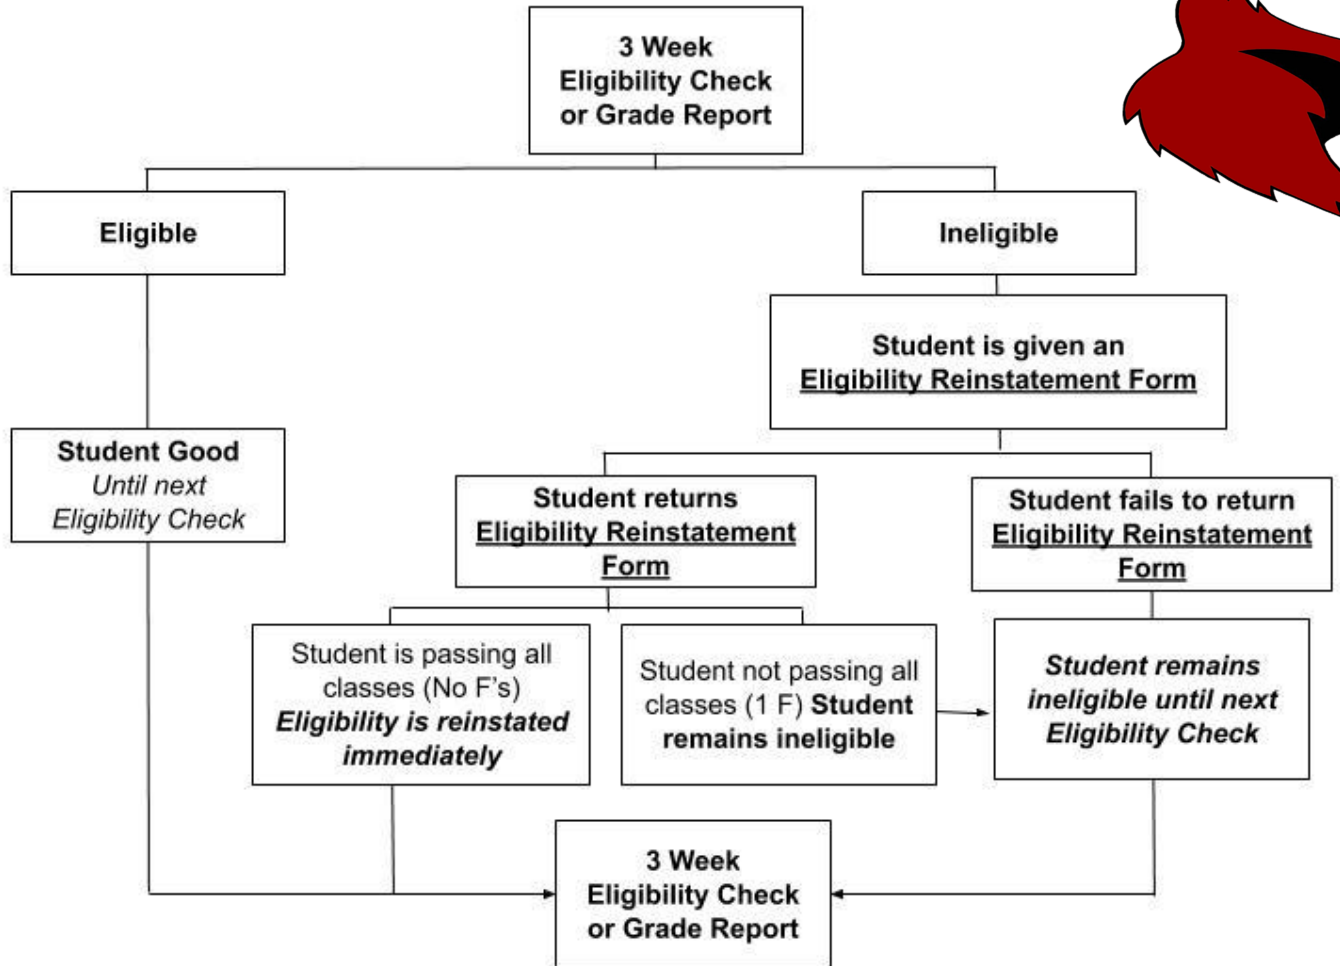 3 Week
Eligibility Check
or Grade Report
Eligible
Ineligible
Student is given an
Eligibility Reinstatement Form
Student Good
Until next
Eligibility Check
Student returns
Eligibility Reinstatement
Form
Student fails to return
Eligibility Reinstatement
Form
Student is passing all
classes (No F's)
Eligibility is reinstated
immediately
Student not passing all
classes (1 F) Student
remains ineligible
Student remains
ineligible until next
Eligibility Check
3 Week
Eligibility Check
or Grade Report